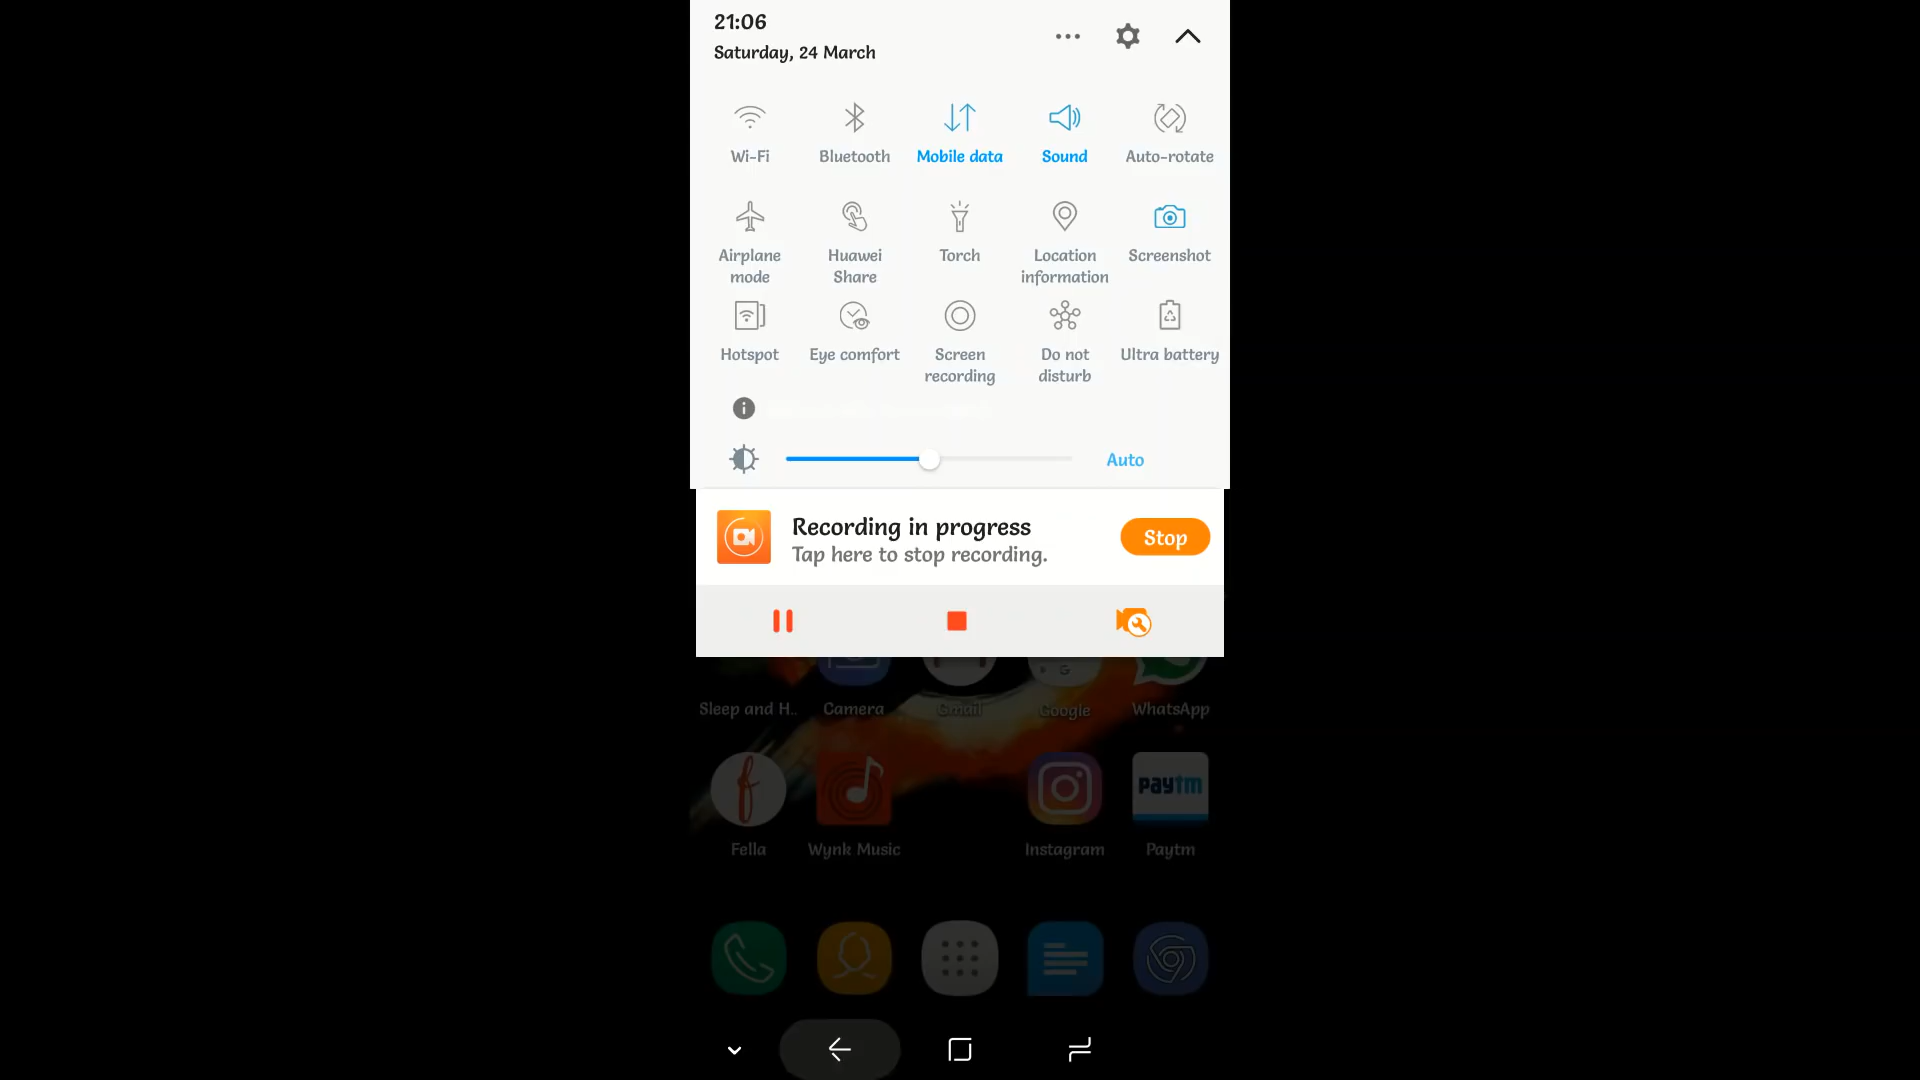 21:06
Saturday, 24 March
Wi-Fi
Bluetooth
Mobile data
Sound
Auto-rotate
Airplane mode
Huawei Share
Torch
Location information
Screenshot
Hotspot
Eye comfort
Screen recording
Do not disturb
Ultra battery
Auto
Recording in progress
Tap here to stop recording.
Stop
Sleep and H..
Camera
Gmail
Google
WhatsApp
paytm
Fella
Wynk Music
Instagram
Paytm